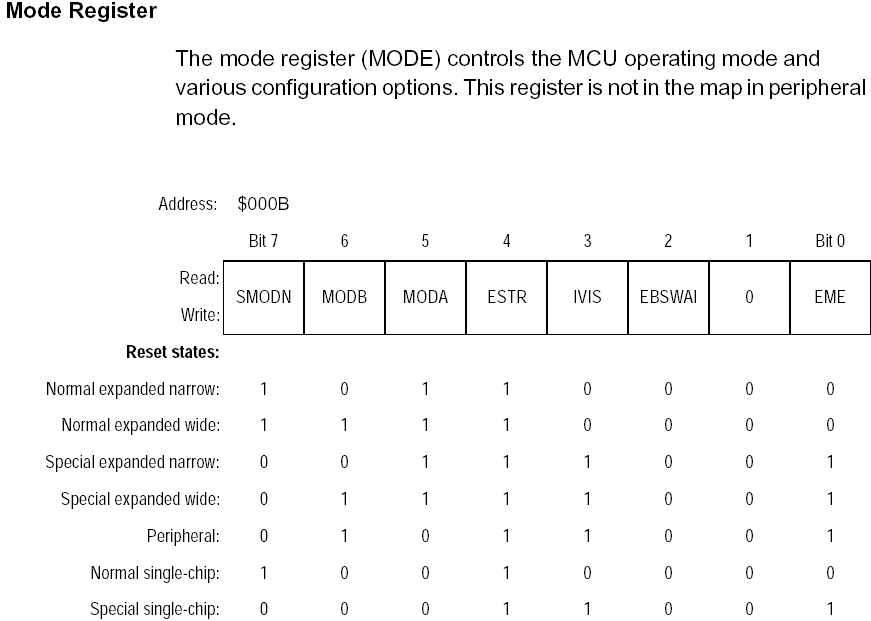 Mode Register
The mode register (MODE) controls the MCU operating mode and
various configuration options. This register is not in the map in peripheral
mode.
Address: $000B
Bit 7 6 5 4 3 2 1 Bit 0
Read:
SMODN MODB MODA ESTR IVIS EBSWAI 0 EME
Write:
Reset states:
Normal expanded narrow: 1 0 1 1 0 0 0 0
Normal expanded wide: 1 1 1 1 0 0 0 0
Special expanded narrow: 0 0 1 1 1 0 0 1
Special expanded wide: 0 1 1 1 1 0 0 1
Peripheral: 0 1 0 1 1 0 0 1
Normal single-chip: 1 0 0 1 0 0 0 0
Special single-chip: 0 0 0 1 1 0 0 1